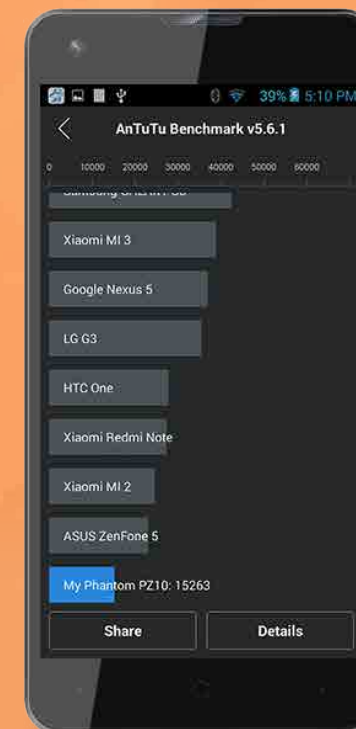 39% 5:10 PM
AnTuTu Benchmark v5.6.1
0 10000 20000 30000 40000 50000 60000
Xiaomi MI 3
Google Nexus 5
LG G3
HTC One
Xiaomi Redmi Note
Xiaomi MI 2
ASUS ZenFone 5
My Phantom PZ10: 15263
Share Details